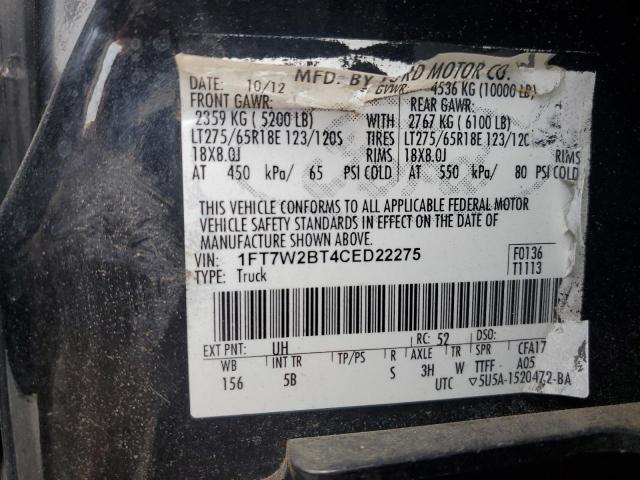 MFD. BY FORD MOTOR CO.
DATE: 10/12 GVWR: 4536 KG (10000 LB)
FRONT GAWR: REAR GAWR:
2359 KG ( 5200 LB) WITH 2767 KG ( 6100 LB)
LT275/65R18E 123/120S TIRES LT275/65R18E 123/120
18X8.0J RIMS 18X8.0J RIMS
AT 450 kPa/ 65 PSI COLD AT 550 kPa/ 80 PSI COLD
THIS VEHICLE CONFORMS TO ALL APPLICABLE FEDERAL MOTOR
VEHICLE SAFETY STANDARDS IN EFFECT ON THE DATE OF
MANUFACTURE SHOWN ABOVE.
VIN: 1FT7W2BT4CED22275 F0136
TYPE: Truck T1113
EXT PNT: UH RC: 52 DSO:
WB INT TR TP/PS R AXLE TR SPR CFA17
156 5B S 3H W TTFF A05
UTC 5U5A-1520472-BA